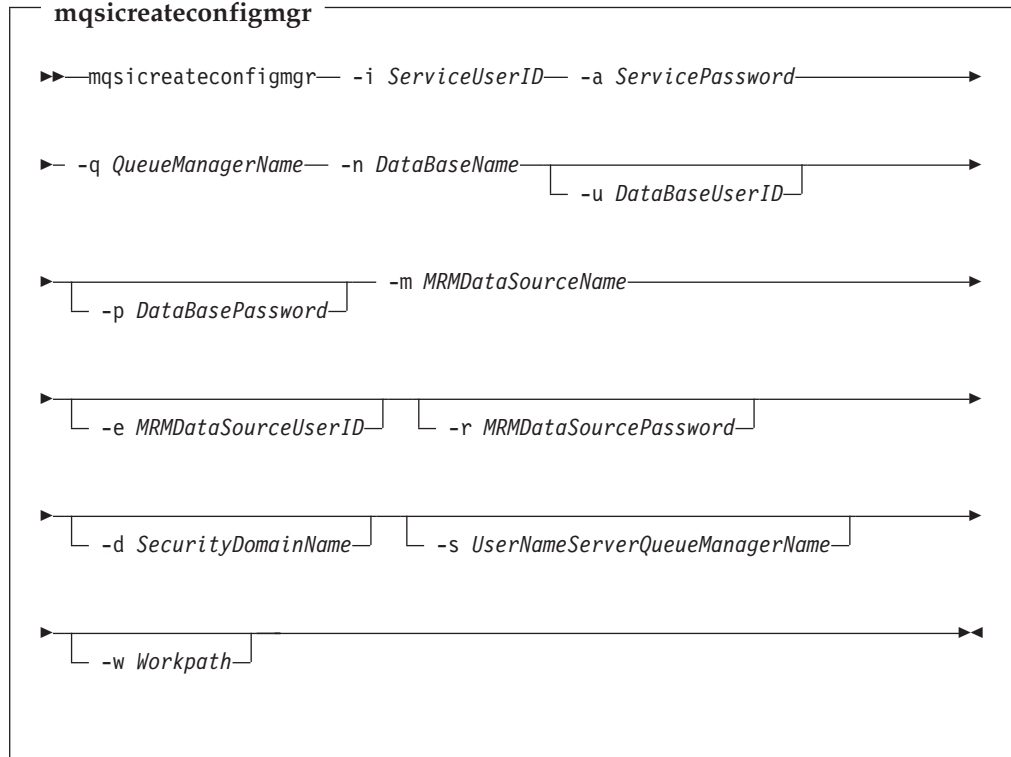 mqsicreateconfigmgr
mqsicreateconfigmgr -i ServiceUserID -a ServicePassword
-q QueueManagerName -n DataBaseName
-u DataBaseUserID
-m MRMDataSourceName
-p DataBasePassword
-e MRMDataSourceUserID -r MRMDataSourcePassword
-d SecurityDomainName -s UserNameServerQueueManagerName
-w Workpath